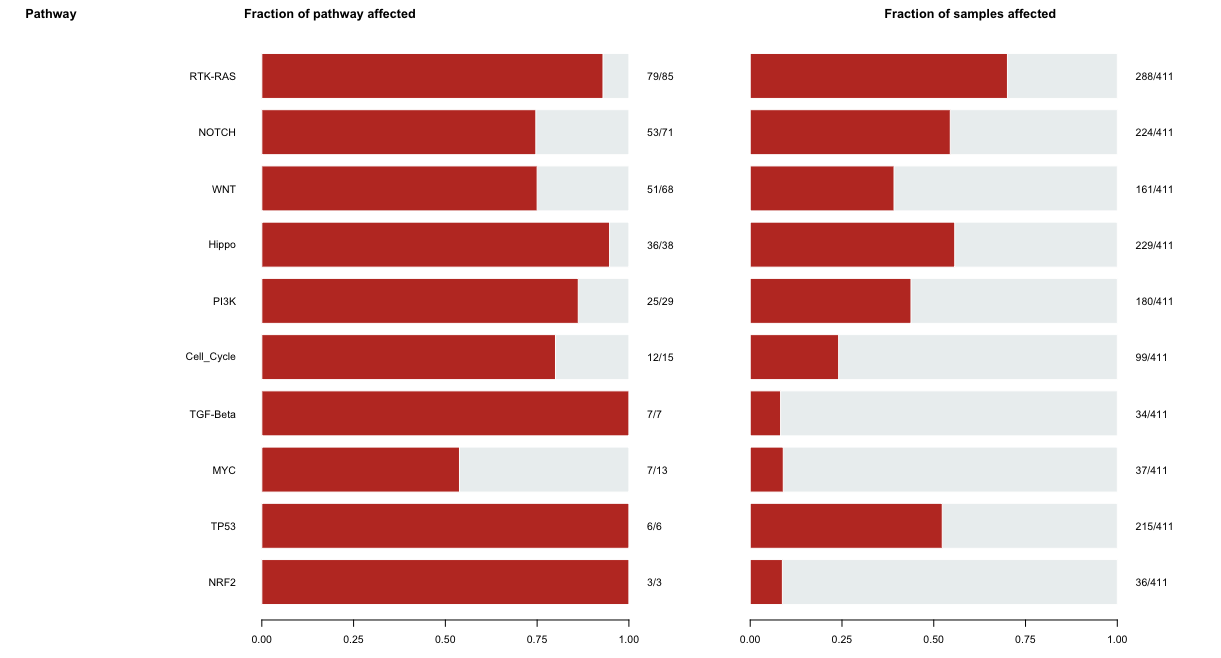 Pathway Fraction of pathway affected Fraction of samples affected
RTK-RAS 79/85 288/411
NOTCH 53/71 224/411
WNT 51/68 161/411
Hippo 36/38 229/411
PI3K 25/29 180/411
Cell_Cycle 12/15 99/411
TGF-Beta 7/7 34/411
MYC 7/13 37/411
TP53 6/6 215/411
NRF2 3/3 36/411
0.00 0.25 0.50 0.75 1.00 0.00 0.25 0.50 0.75 1.00